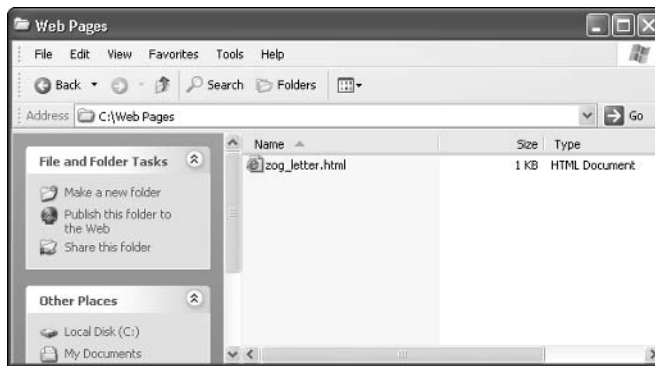 Web Pages
File Edit View Favorites Tools Help
Back Search Folders
Address C:\Web Pages Go
Name Size Type
zog_letter.html 1 KB HTML Document
File and Folder Tasks
Make a new folder
Publish this folder to
the Web
Share this folder
Other Places
Local Disk (C:)
My Documents